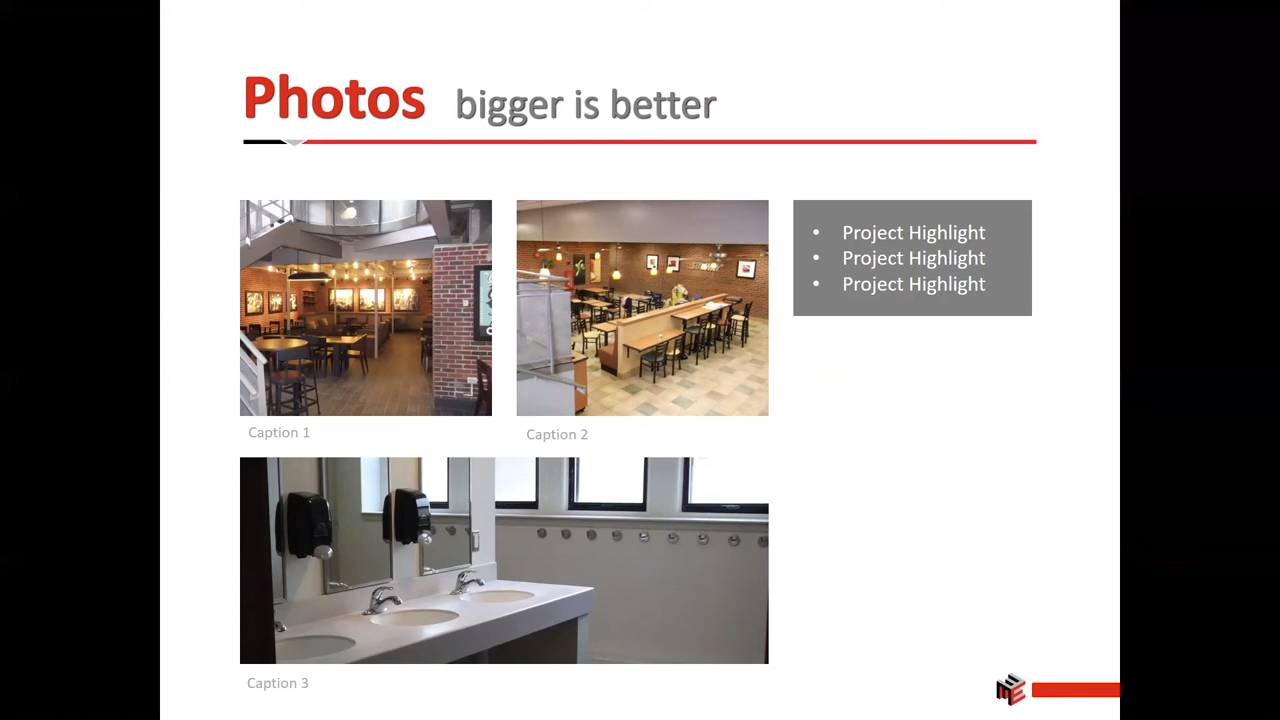 Photos bigger is better
Caption 1
Caption 2
• Project Highlight
• Project Highlight
• Project Highlight
Caption 3